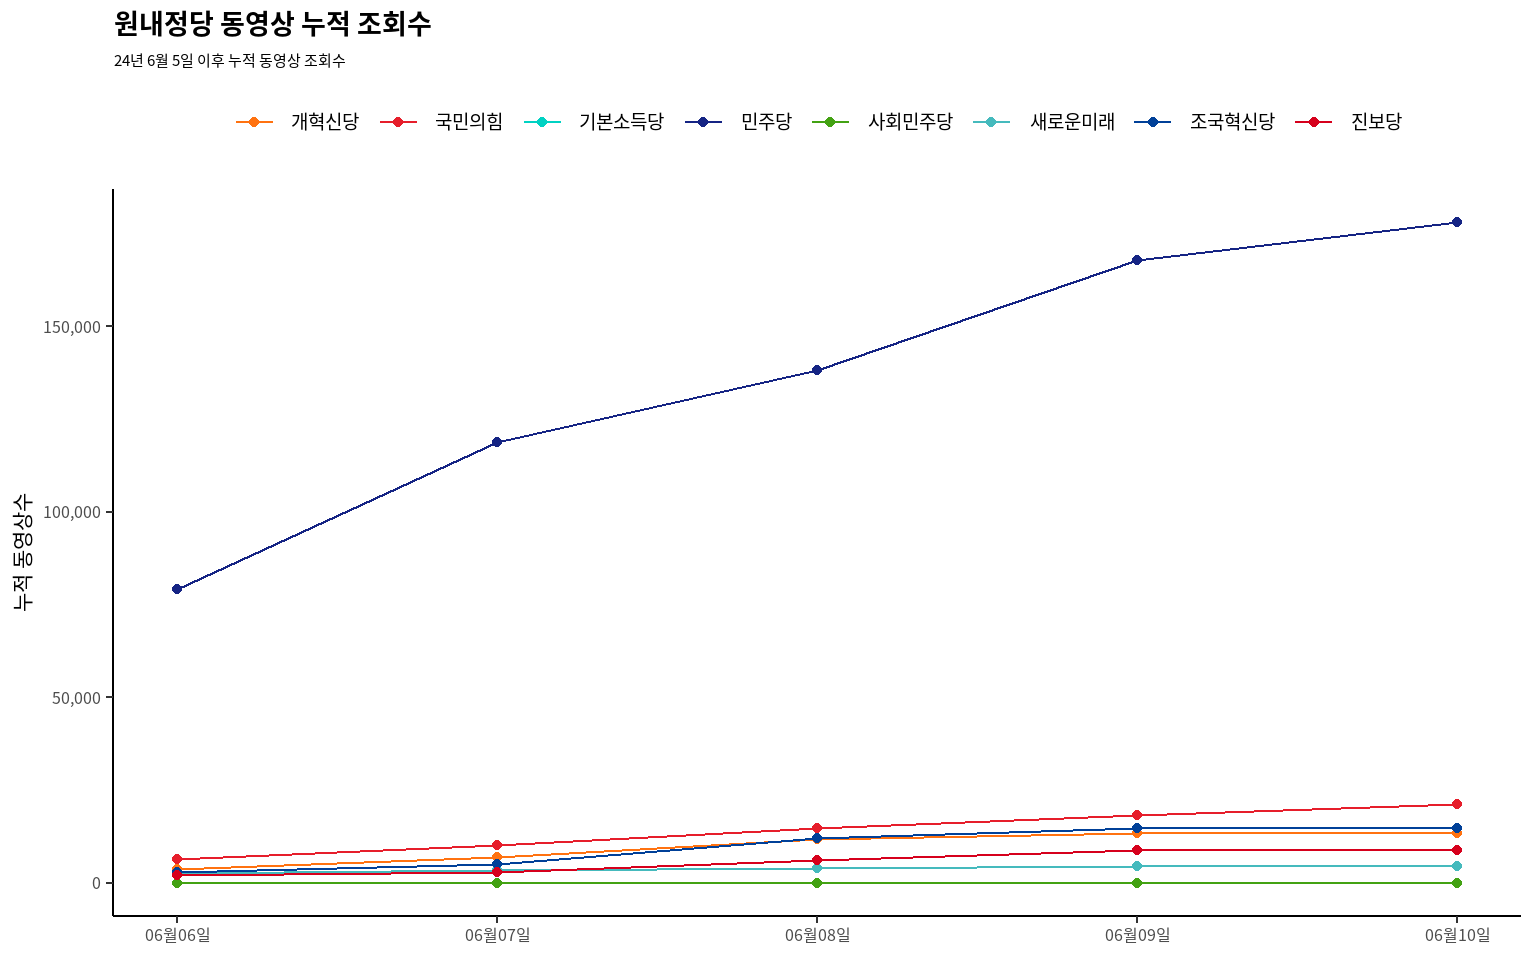 원내정당 동영상 누적 조회수
24년 6월 5일 이후 누적 동영상 조회수
개혁신당 국민의힘 기본소득당 민주당 사회민주당 새로운미래 조국혁신당 진보당
누적 동영상수
150,000
100,000
50,000
0
06월06일 06월07일 06월08일 06월09일 06월10일